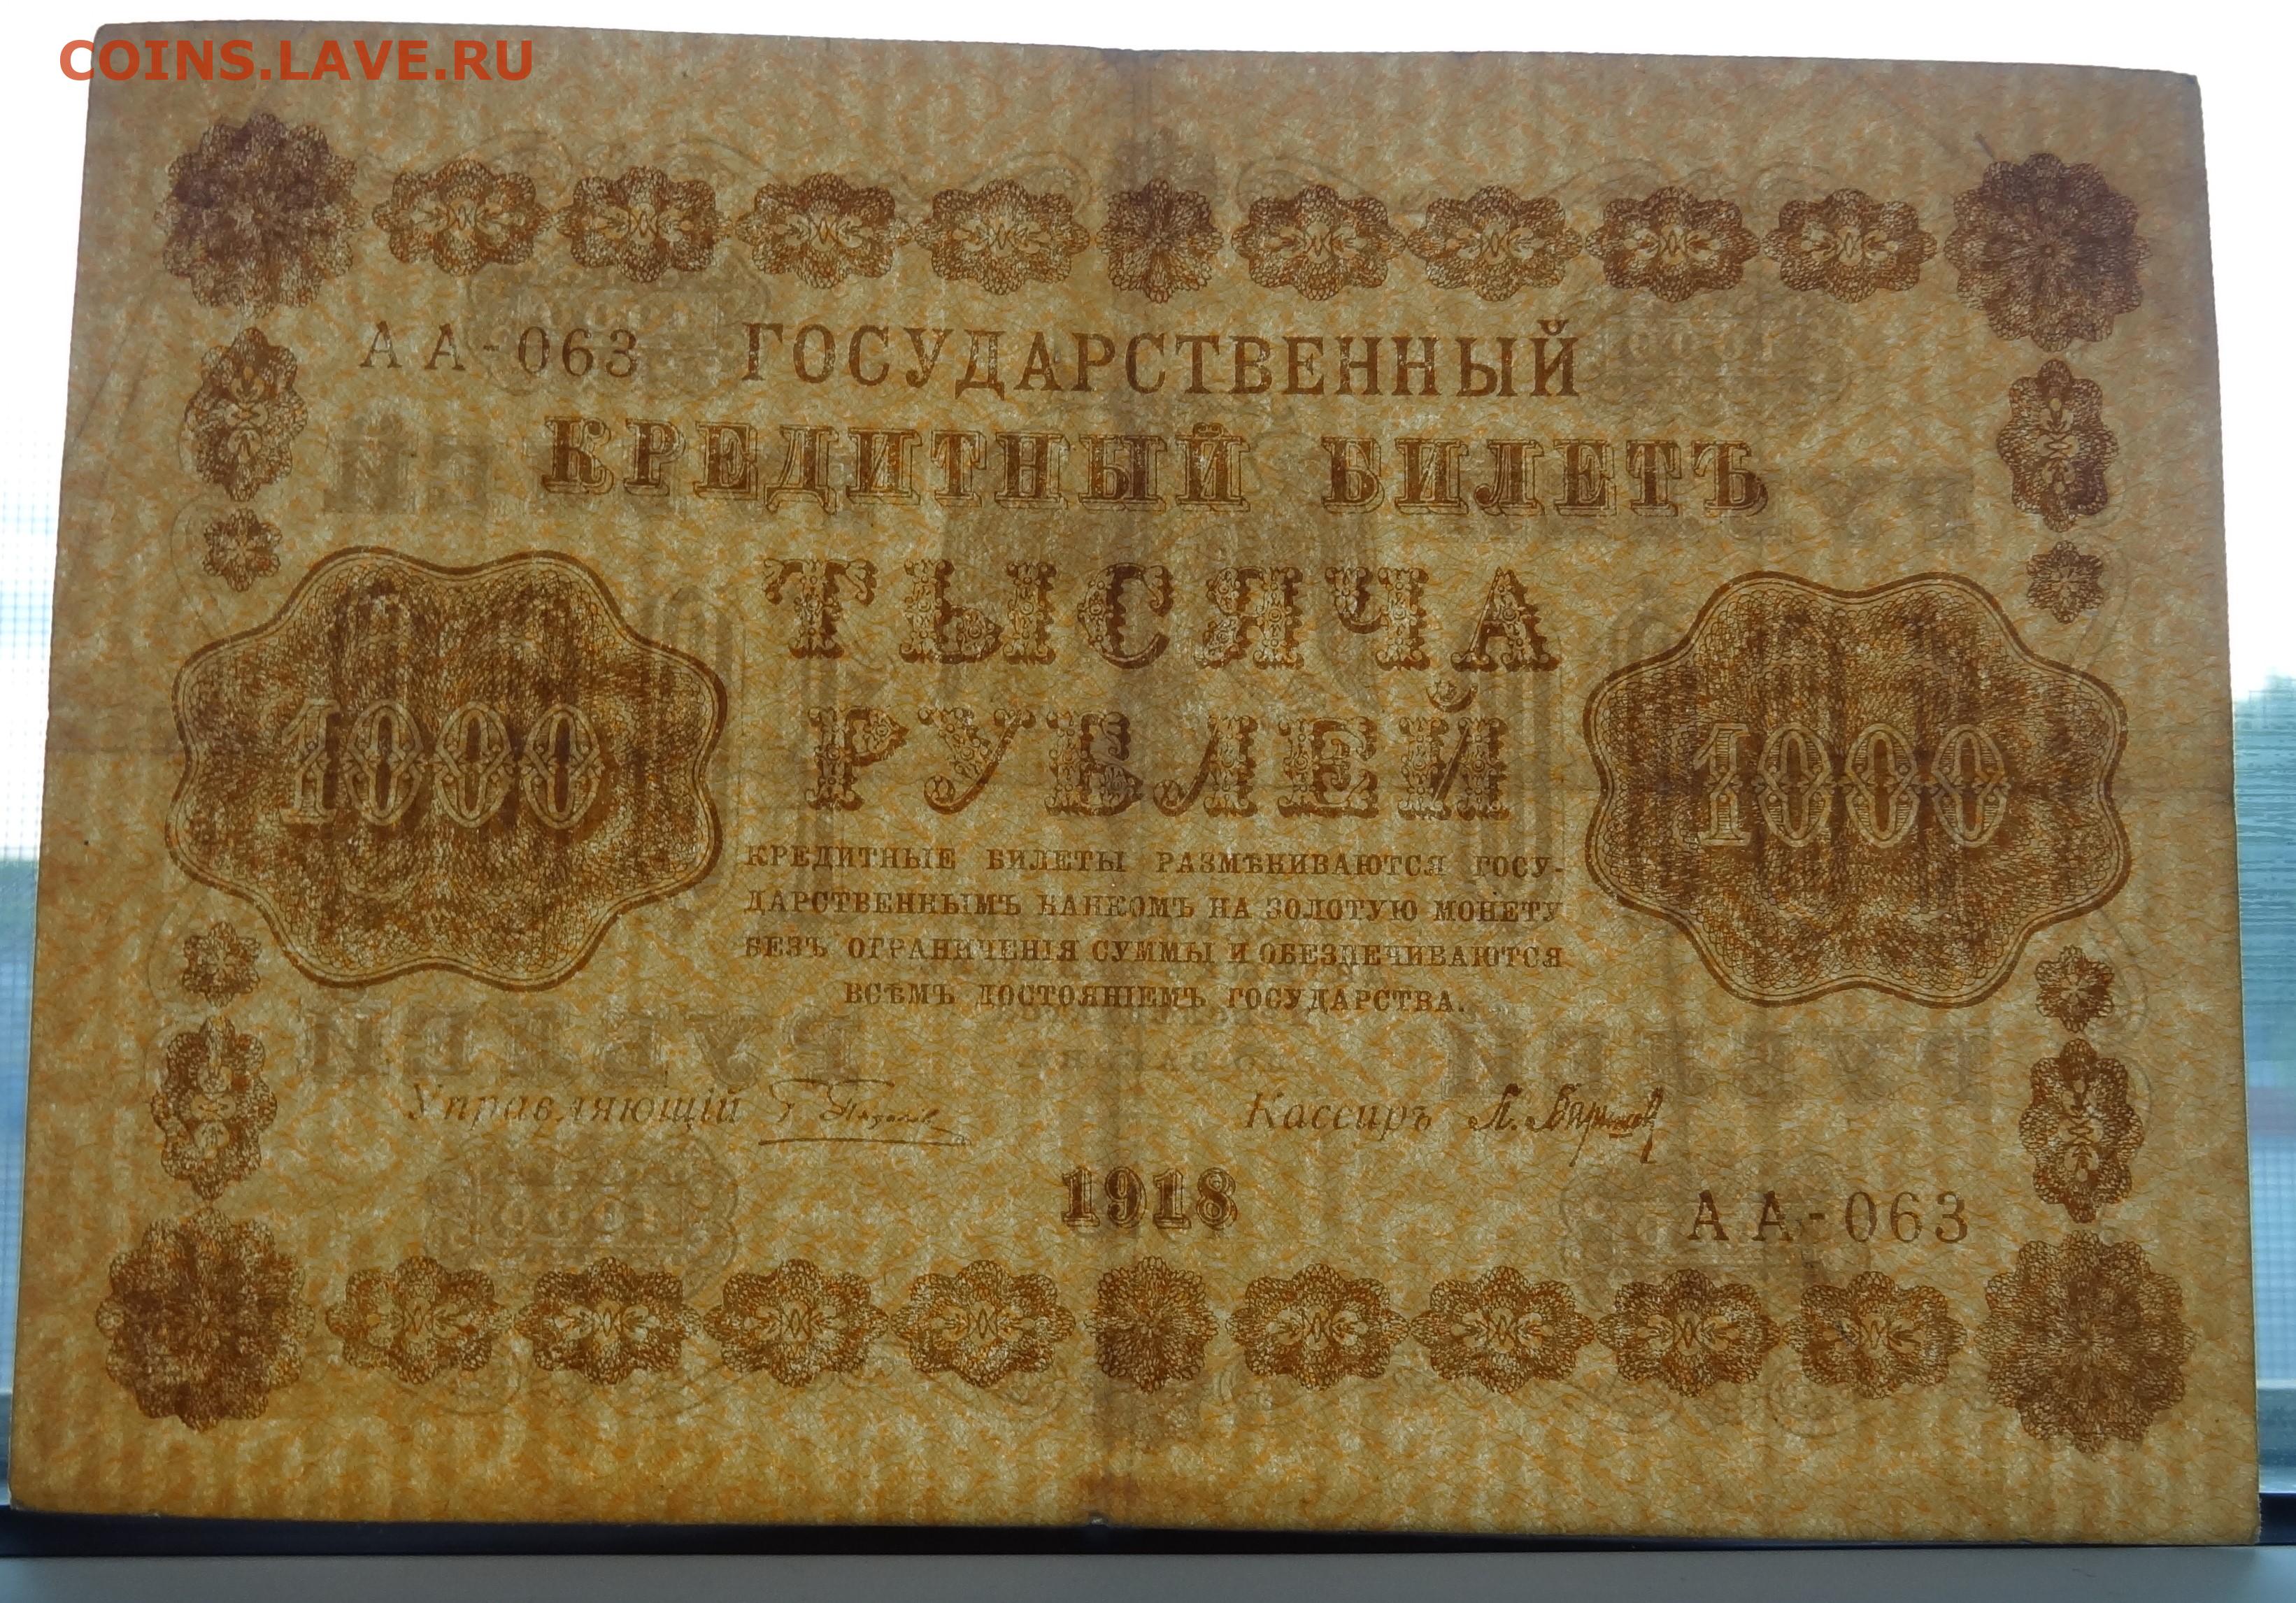 COINS.LAVE.RU
АА-063 ГОСУДАРСТВЕННЫЙ
КРЕДИТНЫЙ БИЛЕТЪ
ТЫСЯЧА
РУБЛЕЙ
1000 1000
КРЕДИТНЫЕ БИЛЕТЫ РАЗМѢНИВАЮТСЯ ГОСУ-
ДАРСТВЕННЫМЪ БАНКОМЪ НА ЗОЛОТУЮ МОНЕТУ
БЕЗЪ ОГРАНИЧЕНІЯ СУММЫ И ОБЕЗПЕЧИВАЮТСЯ
ВСѢМЪ ДОСТОЯНІЕМЪ ГОСУДАРСТВА.
Управляющій Кассиръ
1918
АА-063